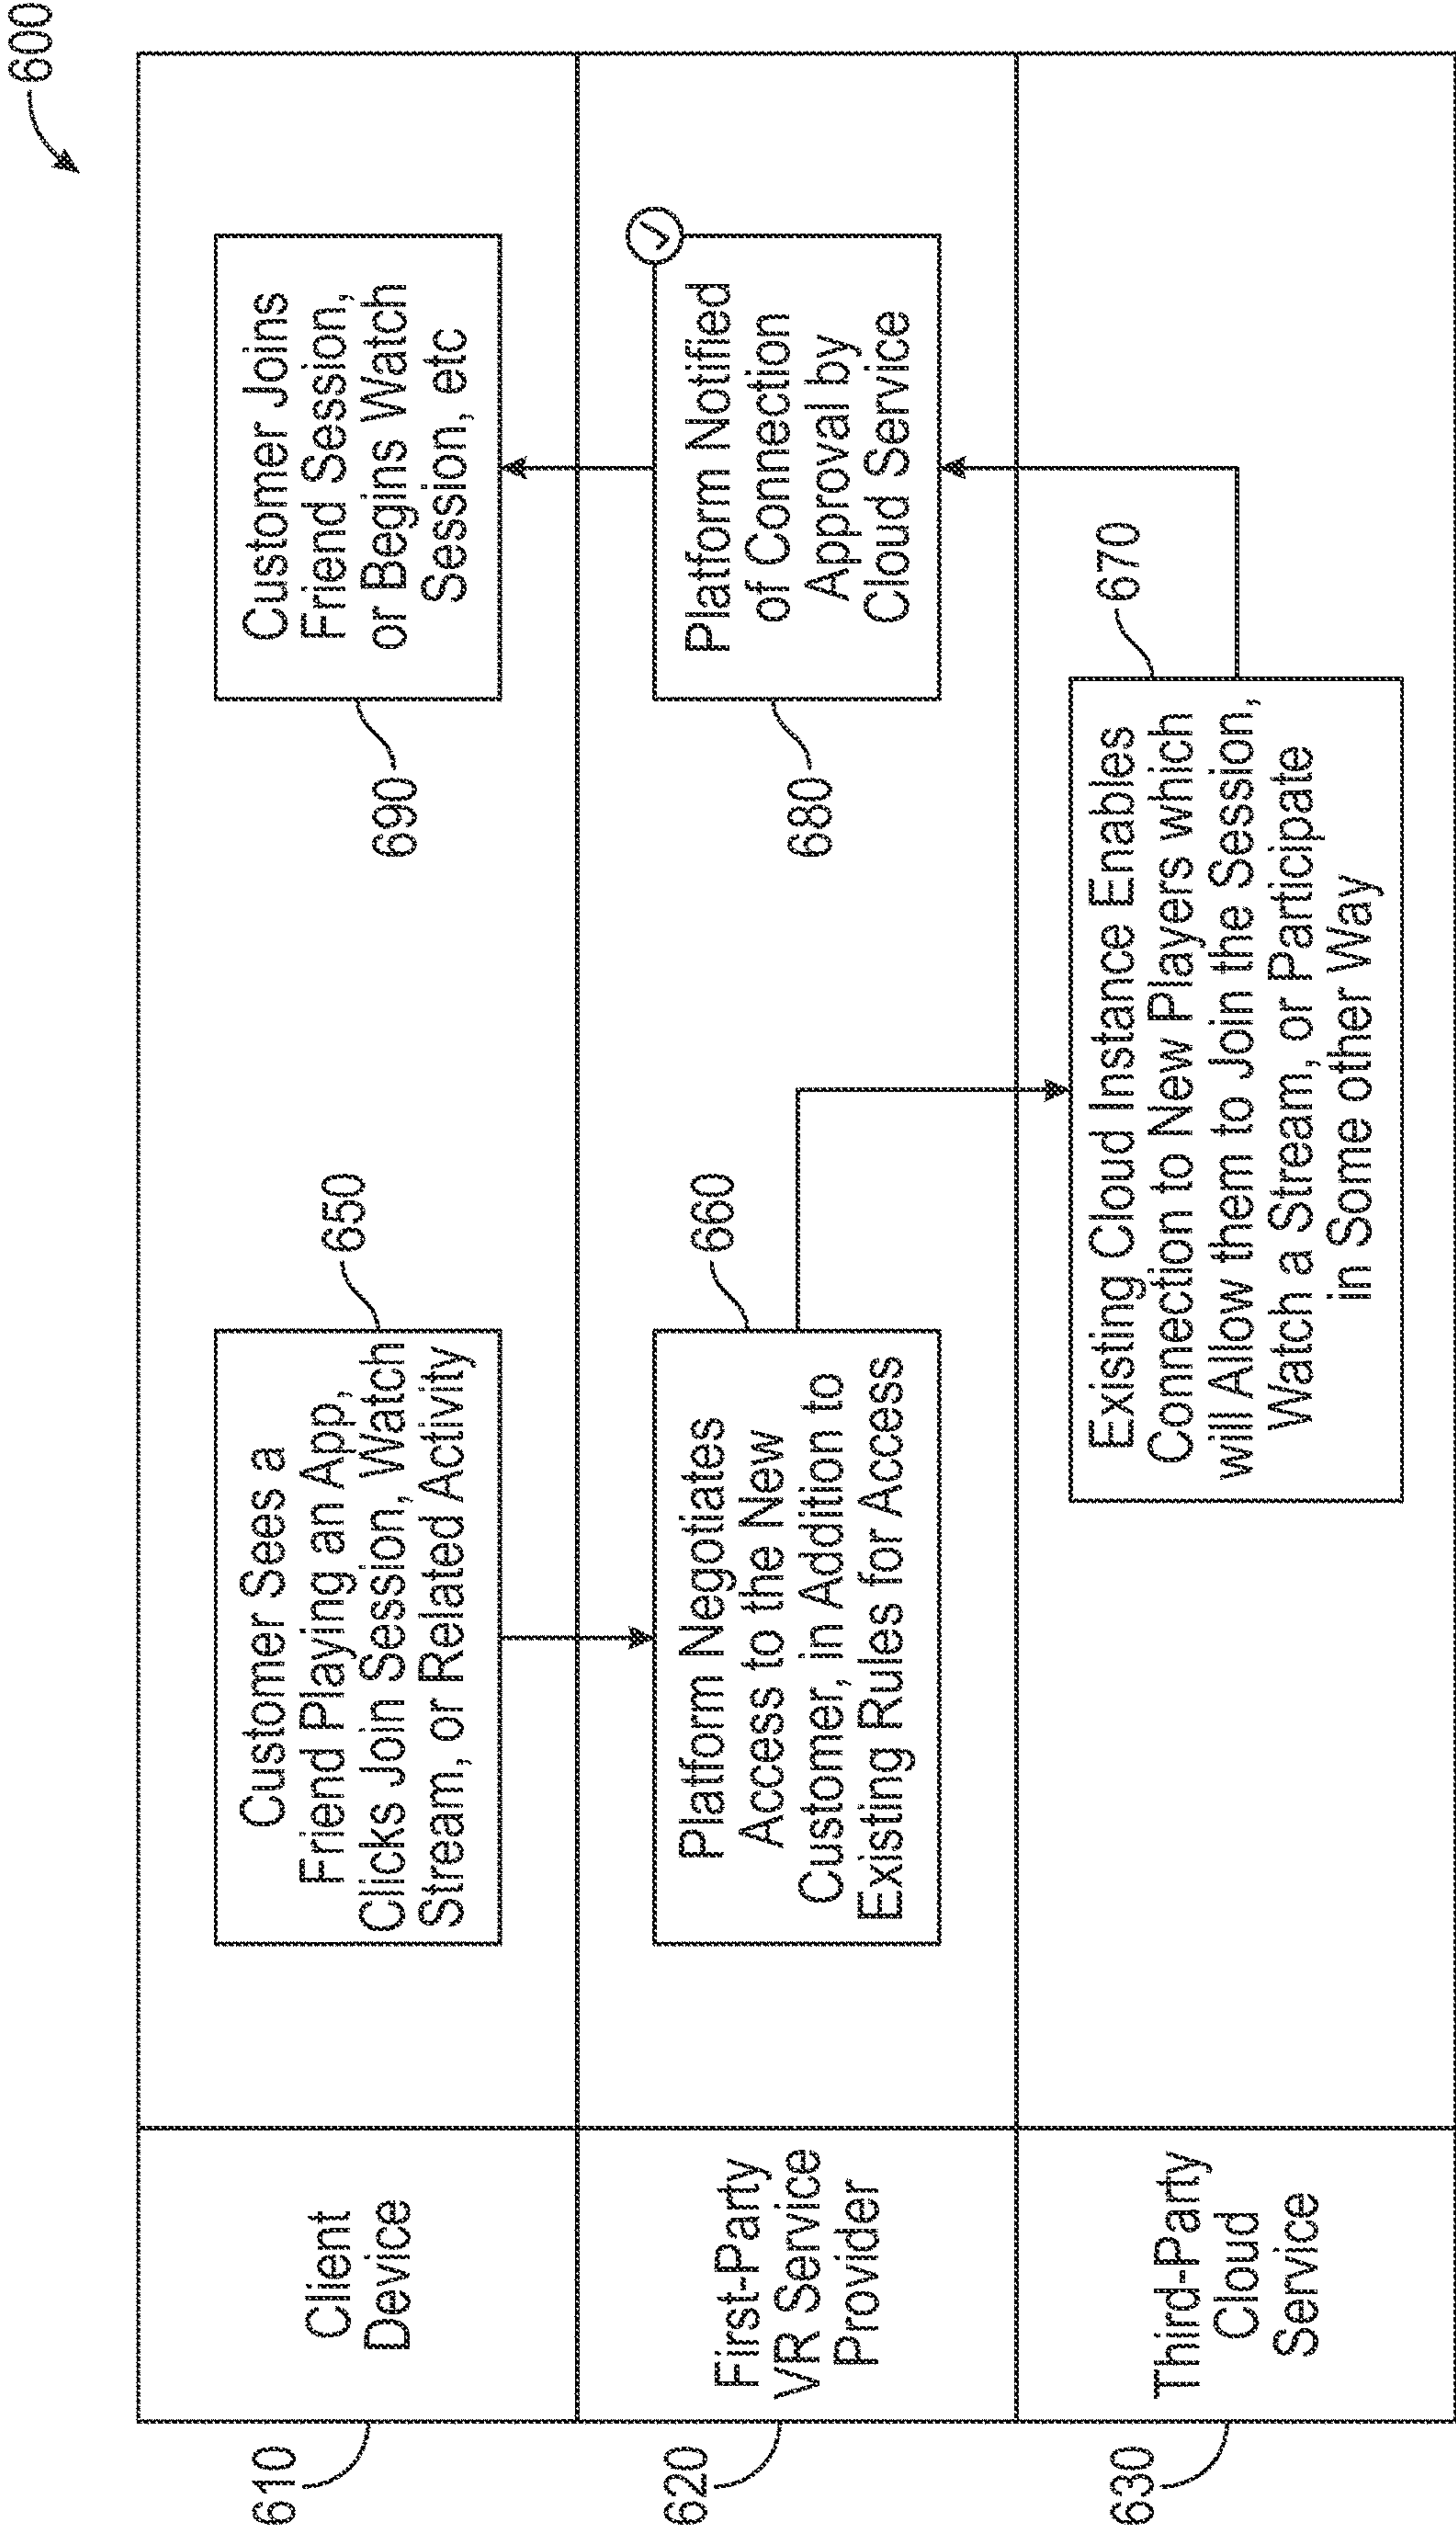 600
610
Client
Device
650
Customer Sees a
Friend Playing an App,
Clicks Join Session, Watch
Stream, or Related Activity
690
Customer Joins
Friend Session,
or Begins Watch
Session, etc
620
First-Party
VR Service
Provider
660
Platform Negotiates
Access to the New
Customer, in Addition to
Existing Rules for Access
680
Platform Notified
of Connection
Approval by
Cloud Service
630
Third-Party
Cloud
Service
670
Existing Cloud Instance Enables
Connection to New Players which
will Allow them to Join the Session,
Watch a Stream, or Participate
in Some other Way